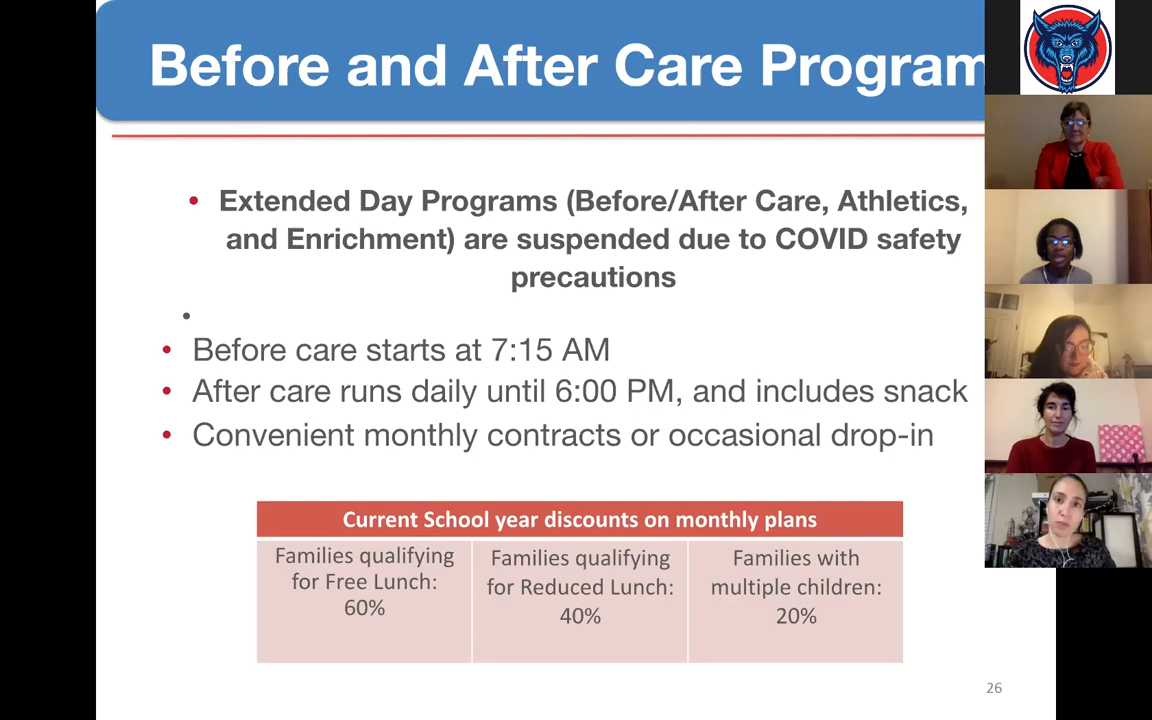 Before and After Care Program
• Extended Day Programs (Before/After Care, Athletics,
and Enrichment) are suspended due to COVID safety
precautions
•
• Before care starts at 7:15 AM
• After care runs daily until 6:00 PM, and includes snack
• Convenient monthly contracts or occasional drop-in
Current School year discounts on monthly plans
Families qualifying
for Free Lunch:
60%
Families qualifying
for Reduced Lunch:
40%
Families with
multiple children:
20%
26